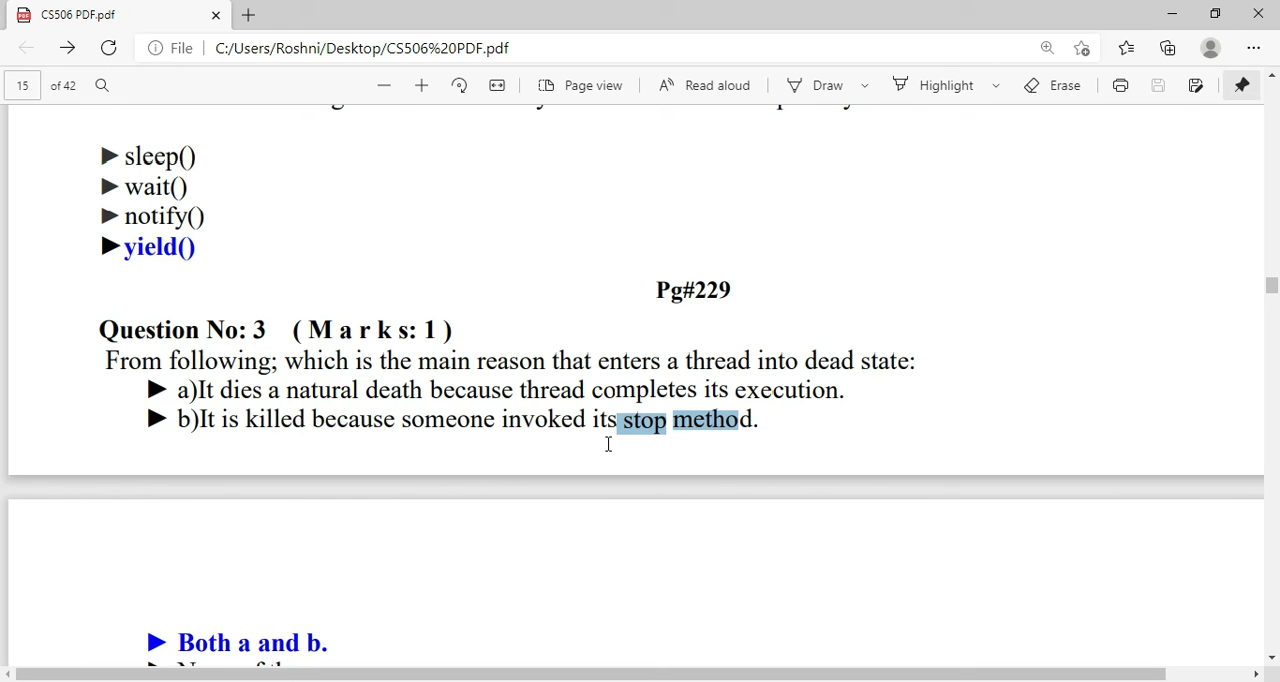 CS506 PDF.pdf
File C:/Users/Roshni/Desktop/CS506%20PDF.pdf
15 of 42 Page view Read aloud Draw Highlight Erase
▶ sleep()
▶ wait()
▶ notify()
▶ yield()
Pg#229
Question No: 3 ( M a r k s: 1 )
From following; which is the main reason that enters a thread into dead state:
▶ a)It dies a natural death because thread completes its execution.
▶ b)It is killed because someone invoked its stop method.
▶ Both a and b.